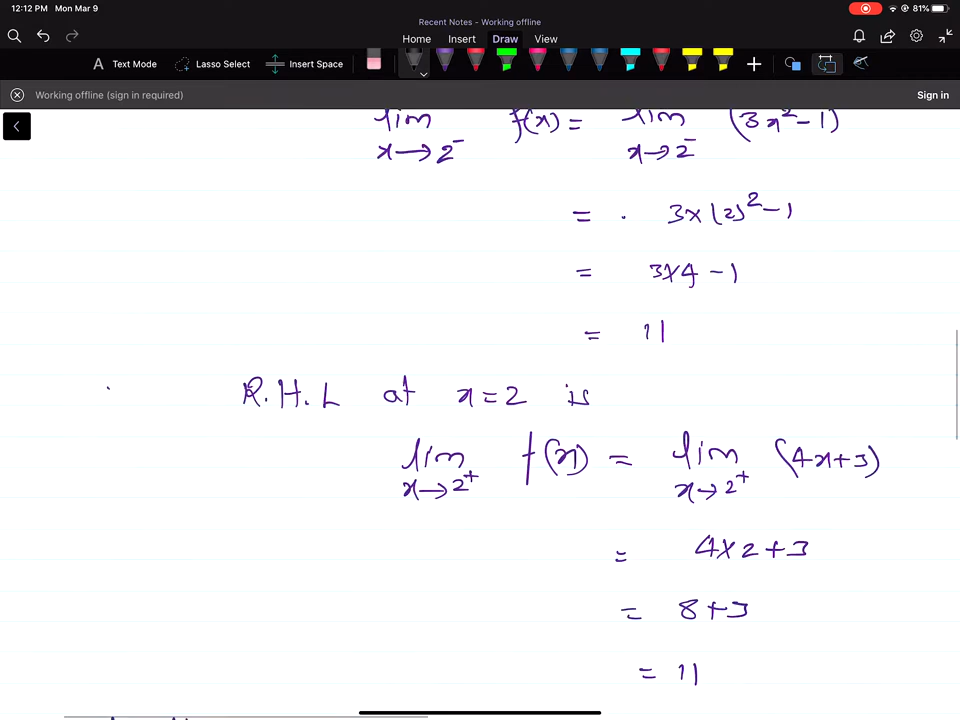 12:12 PM Mon Mar 9
81%
Recent Notes - Working offline
Home Insert Draw View
Text Mode Lasso Select Insert Space
Working offline (sign in required) Sign in
lim f(x) = lim (3x²-1)
x→2⁻ x→2⁻
= . 3×(2)²-1
= 3×4 -1
= 11
R.H.L at x=2 is
lim f(x) = lim (4x+3)
x→2⁺ x→2⁺
= 4×2+3
= 8+3
= 11